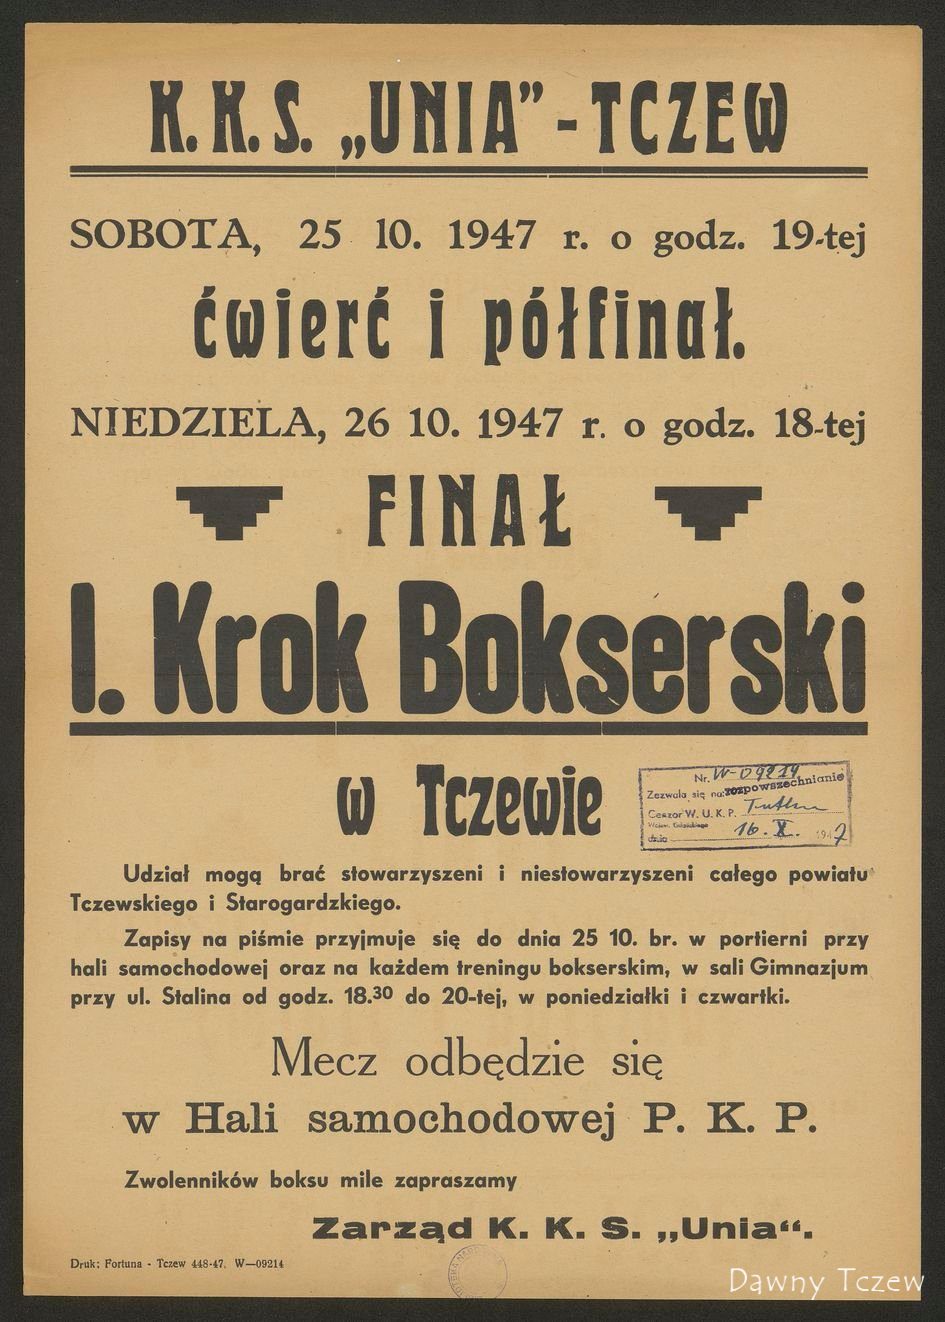 K. K. S. „UNIA” - TCZEW
SOBOTA, 25 10. 1947 r. o godz. 19-tej
ćwierć i półfinał.
NIEDZIELA, 26 10. 1947 r. o godz. 18-tej
FINAŁ
I. Krok Bokserski
w Tczewie
Nr. W-09214
Zezwala się na rozpowszechnianie
Cenzor W. U. K. P.
Wojew. Gdańskiego
dnia 16. X. 1947
Udział mogą brać stowarzyszeni i niestowarzyszeni całego powiatu
Tczewskiego i Starogardzkiego.
Zapisy na piśmie przyjmuje się do dnia 25 10. br. w portierni przy
hali samochodowej oraz na każdem treningu bokserskim, w sali Gimnazjum
przy ul. Stalina od godz. 18.30 do 20-tej, w poniedziałki i czwartki.
Mecz odbędzie się
w Hali samochodowej P. K. P.
Zwolenników boksu mile zapraszamy
Zarząd K. K. S. „Unia“.
Druk; Fortuna - Tczew 448-47. W—09214
Dawny Tczew